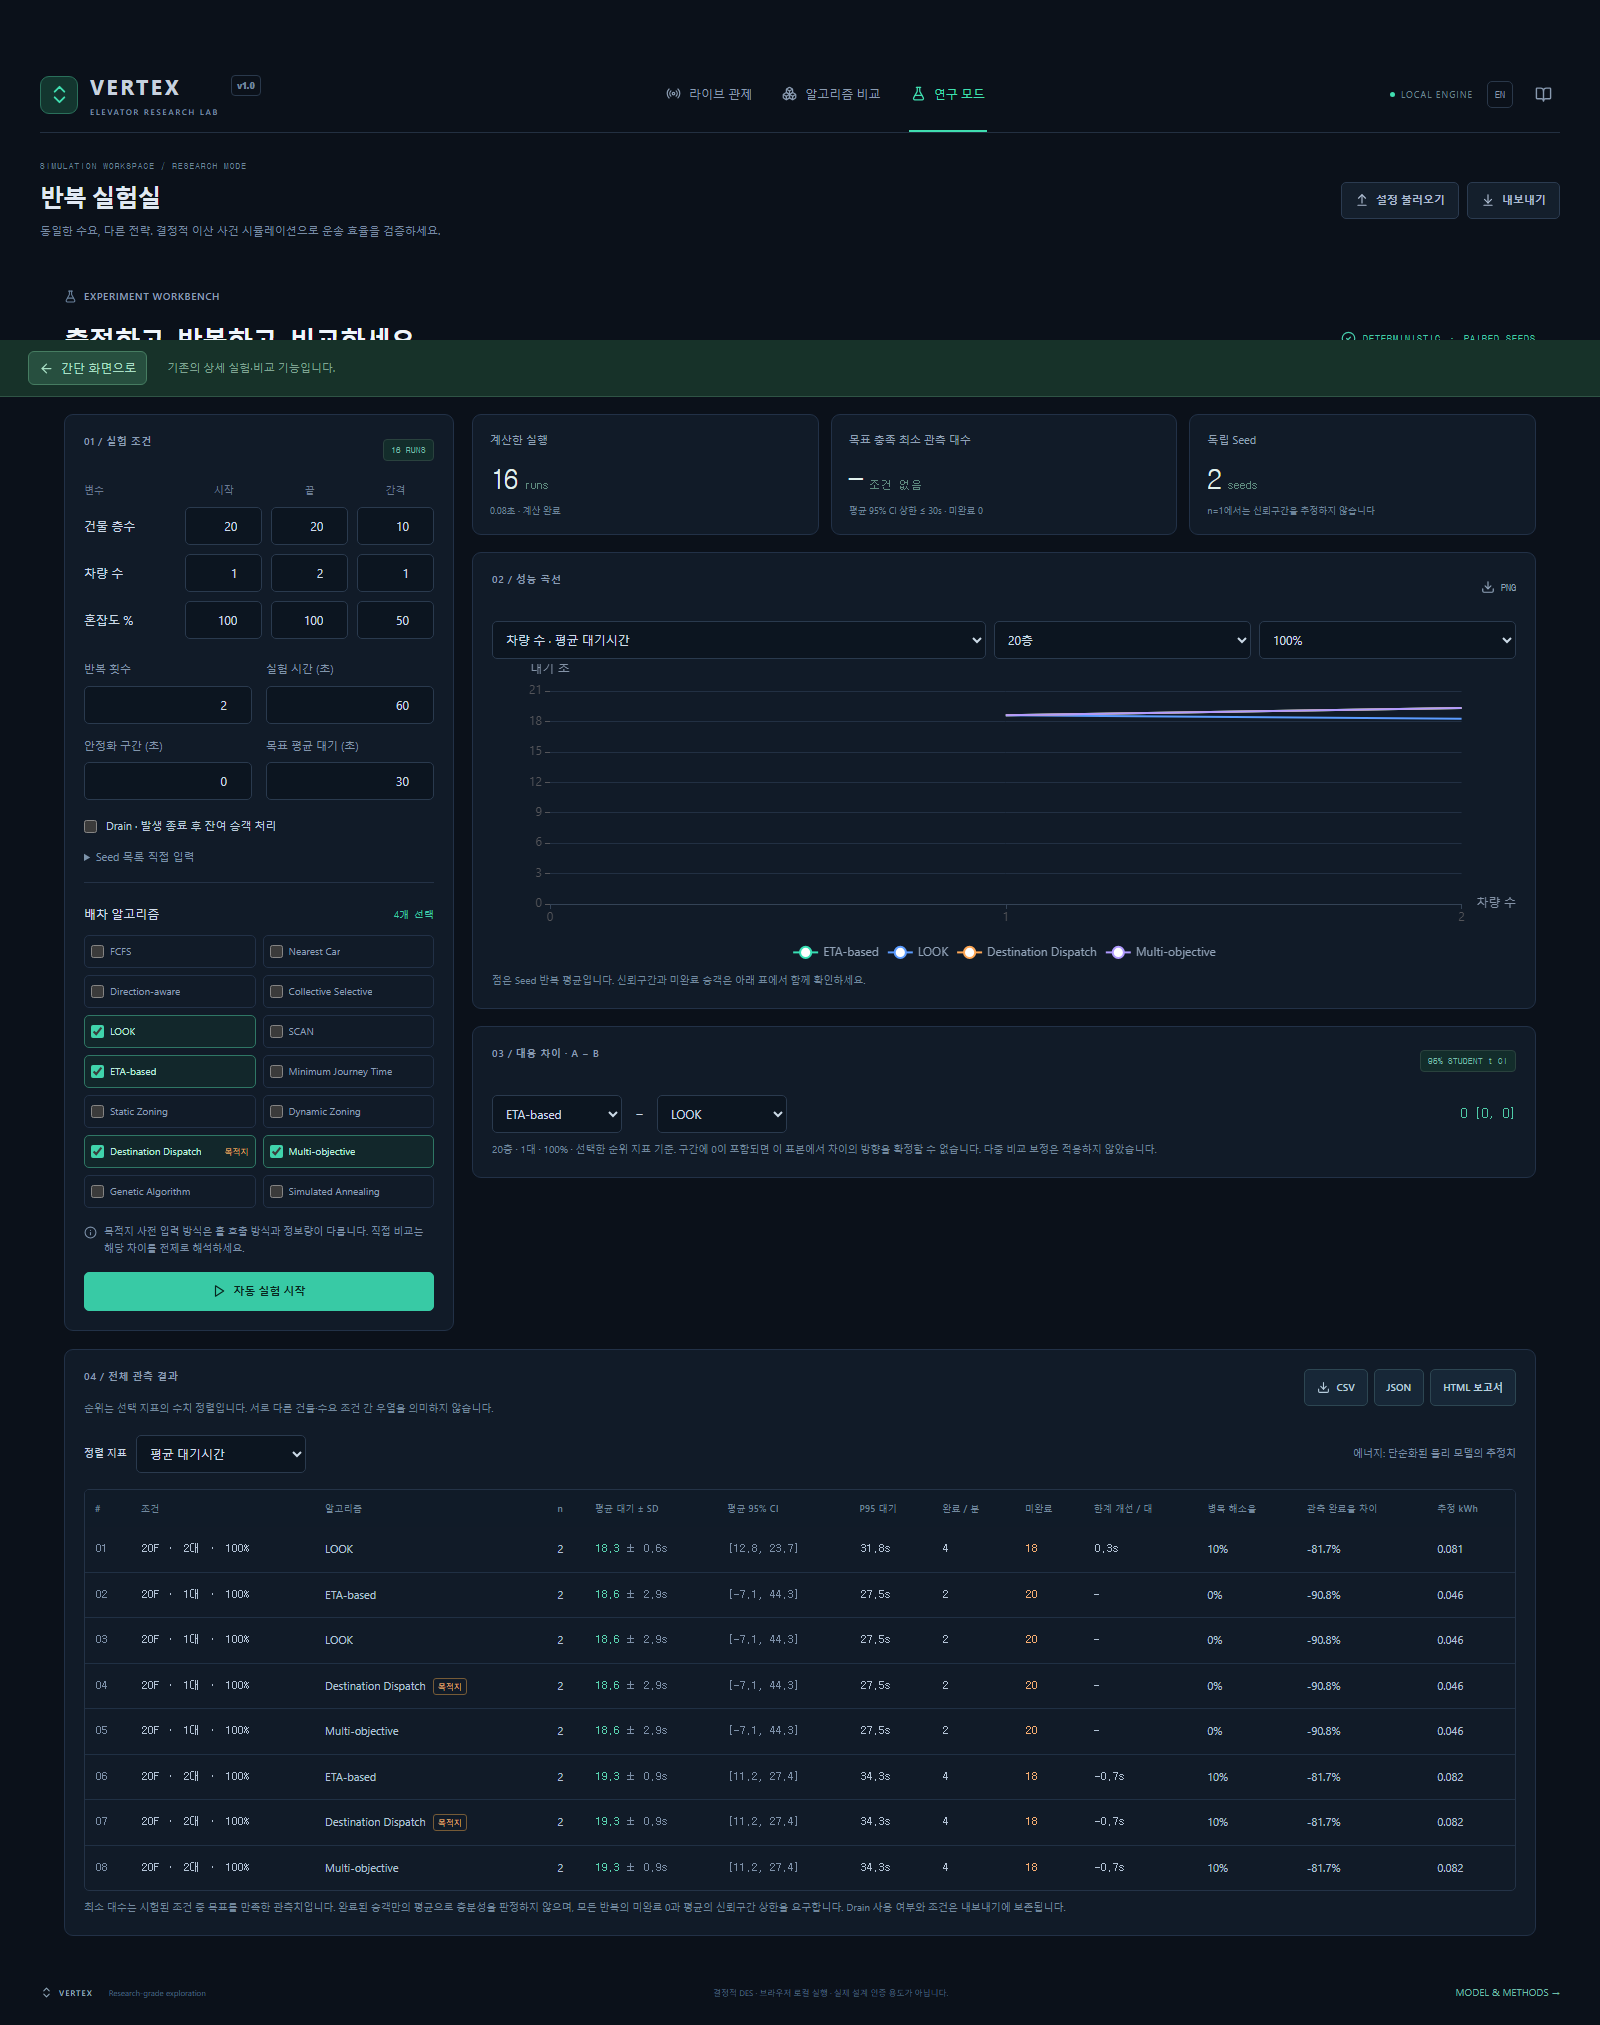 VERTEX
v1.0
ELEVATOR RESEARCH LAB
라이브 관제
알고리즘 비교
연구 모드
LOCAL ENGINE
EN
SIMULATION WORKSPACE / RESEARCH MODE
반복 실험실
설정 불러오기
내보내기
동일한 수요, 다른 전략. 결정적 이산 사건 시뮬레이션으로 운송 효율을 검증하세요.
EXPERIMENT WORKBENCH
측정하고, 반복하고, 비교하세요
DETERMINISTIC · PAIRED SEEDS
간단 화면으로
기존의 상세 실험·비교 기능입니다.
01 / 실험 조건
16 RUNS
변수 시작 끝 간격
건물 층수 20 20 10
차량 수 1 2 1
혼잡도 % 100 100 50
반복 횟수 실험 시간 (초)
2 60
안정화 구간 (초) 목표 평균 대기 (초)
0 30
Drain · 발생 종료 후 잔여 승객 처리
Seed 목록 직접 입력
배차 알고리즘 4개 선택
FCFS Nearest Car
Direction-aware Collective Selective
LOOK SCAN
ETA-based Minimum Journey Time
Static Zoning Dynamic Zoning
Destination Dispatch 목적지 Multi-objective
Genetic Algorithm Simulated Annealing
목적지 사전 입력 방식은 홀 호출 방식과 정보량이 다릅니다. 직접 비교는
해당 차이를 전제로 해석하세요.
자동 실험 시작
계산한 실행
16 runs
0.08초 · 계산 완료
목표 충족 최소 관측 대수
— 조건 없음
평균 95% CI 상한 ≤ 30s · 미완료 0
독립 Seed
2 seeds
n=1에서는 신뢰구간을 추정하지 않습니다
02 / 성능 곡선
PNG
차량 수 · 평균 대기시간
20층
100%
대기 초
21
18
15
12
9
6
3
0
0 1 2
차량 수
ETA-based LOOK Destination Dispatch Multi-objective
점은 Seed 반복 평균입니다. 신뢰구간과 미완료 승객은 아래 표에서 함께 확인하세요.
03 / 대응 차이 · A − B
95% STUDENT t CI
ETA-based − LOOK
0 [0, 0]
20층 · 1대 · 100% · 선택한 순위 지표 기준. 구간에 0이 포함되면 이 표본에서 차이의 방향을 확정할 수 없습니다. 다중 비교 보정은 적용하지 않았습니다.
04 / 전체 관측 결과
CSV
JSON
HTML 보고서
순위는 선택 지표의 수치 정렬입니다. 서로 다른 건물·수요 조건 간 우열을 의미하지 않습니다.
정렬 지표 평균 대기시간
에너지: 단순화된 물리 모델의 추정치
# 조건 알고리즘 n 평균 대기 ± SD 평균 95% CI P95 대기 완료 / 분 미완료 한계 개선 / 대 병목 해소율 관측 완료율 차이 추정 kWh
01 20F · 2대 · 100% LOOK 2 18.3 ± 0.6s [12.8, 23.7] 31.8s 4 18 0.3s 10% -81.7% 0.081
02 20F · 1대 · 100% ETA-based 2 18.6 ± 2.9s [-7.1, 44.3] 27.5s 2 20 — 0% -90.8% 0.046
03 20F · 1대 · 100% LOOK 2 18.6 ± 2.9s [-7.1, 44.3] 27.5s 2 20 — 0% -90.8% 0.046
04 20F · 1대 · 100% Destination Dispatch 목적지 2 18.6 ± 2.9s [-7.1, 44.3] 27.5s 2 20 — 0% -90.8% 0.046
05 20F · 1대 · 100% Multi-objective 2 18.6 ± 2.9s [-7.1, 44.3] 27.5s 2 20 — 0% -90.8% 0.046
06 20F · 2대 · 100% ETA-based 2 19.3 ± 0.9s [11.2, 27.4] 34.3s 4 18 -0.7s 10% -81.7% 0.082
07 20F · 2대 · 100% Destination Dispatch 목적지 2 19.3 ± 0.9s [11.2, 27.4] 34.3s 4 18 -0.7s 10% -81.7% 0.082
08 20F · 2대 · 100% Multi-objective 2 19.3 ± 0.9s [11.2, 27.4] 34.3s 4 18 -0.7s 10% -81.7% 0.082
최소 대수는 시험된 조건 중 목표를 만족한 관측치입니다. 완료된 승객만의 평균으로 충분성을 판정하지 않으며, 모든 반복의 미완료 0과 평균의 신뢰구간 상한을 요구합니다. Drain 사용 여부와 조건은 내보내기에 보존됩니다.
VERTEX
Research-grade exploration
결정적 DES · 브라우저 로컬 실행 · 실제 설계 인증 용도가 아닙니다.
MODEL & METHODS →